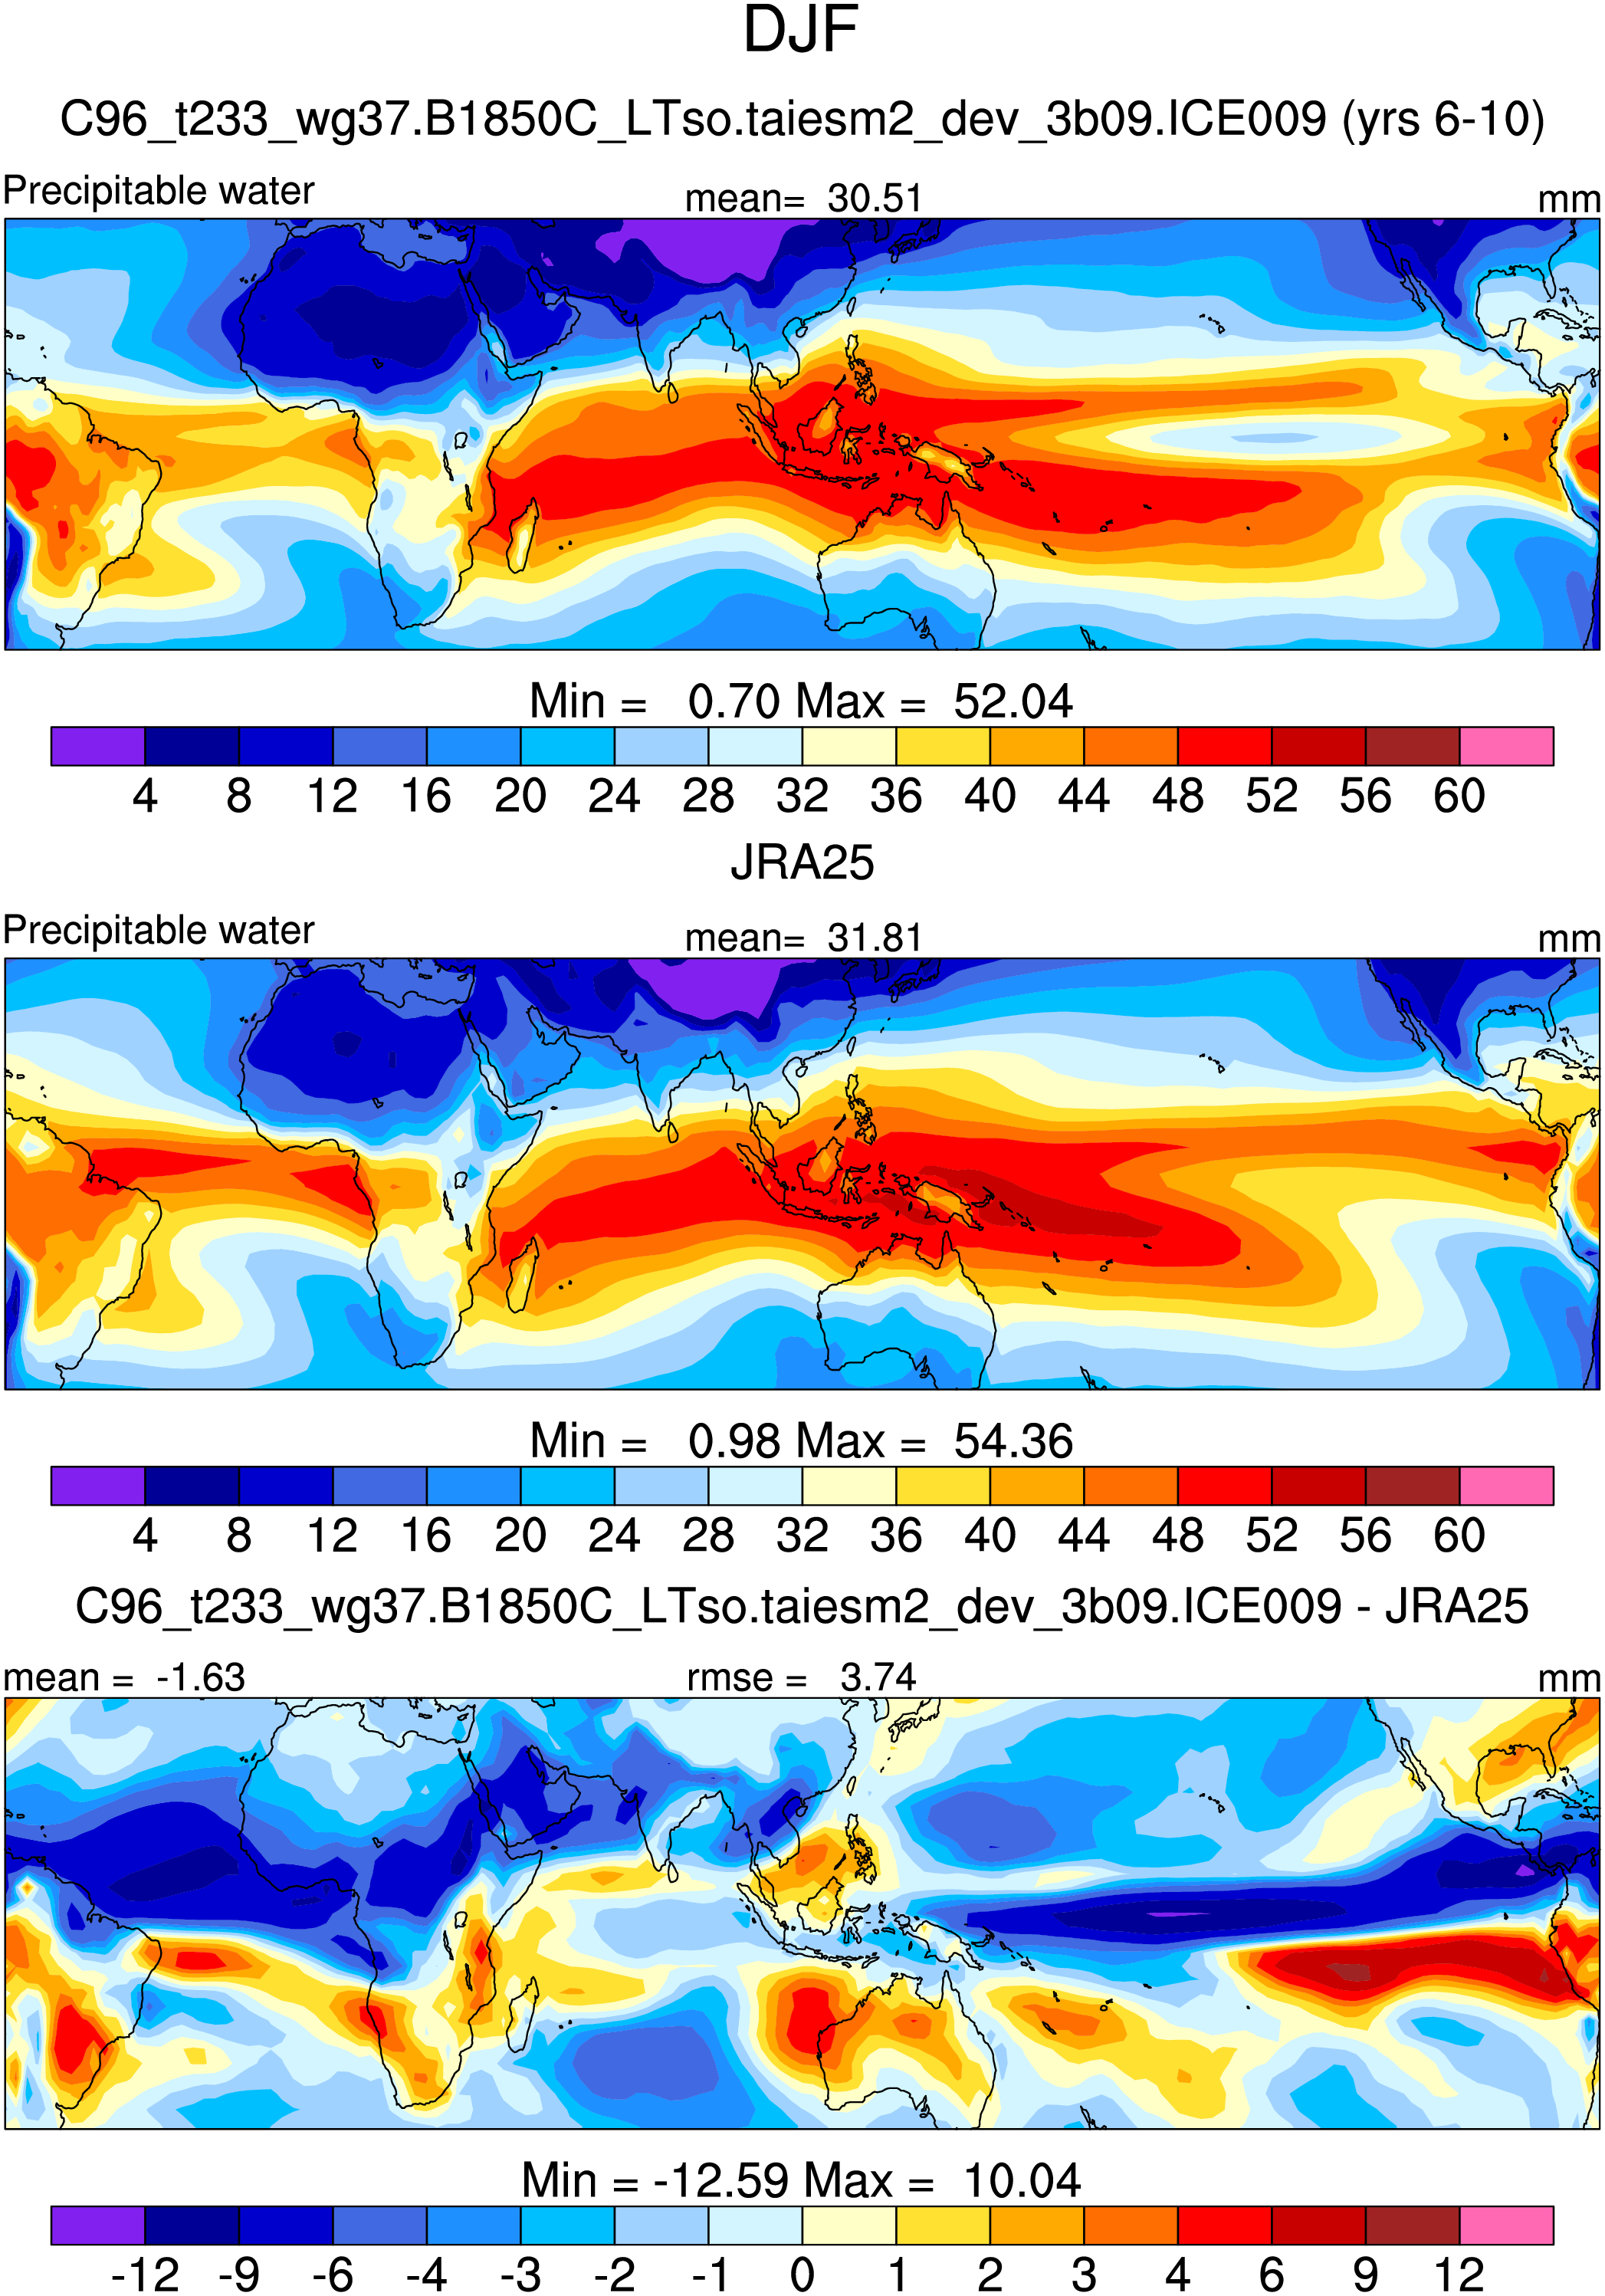 DJF
C96_t233_wg37.B1850C_LTso.taiesm2_dev_3b09.ICE009 (yrs 6-10)
Precipitable water mean= 30.51 mm
Min = 0.70 Max = 52.04
4 8 12 16 20 24 28 32 36 40 44 48 52 56 60
JRA25
Precipitable water mean= 31.81 mm
Min = 0.98 Max = 54.36
4 8 12 16 20 24 28 32 36 40 44 48 52 56 60
C96_t233_wg37.B1850C_LTso.taiesm2_dev_3b09.ICE009 - JRA25
mean = -1.63 rmse = 3.74 mm
Min = -12.59 Max = 10.04
-12 -9 -6 -4 -3 -2 -1 0 1 2 3 4 6 9 12